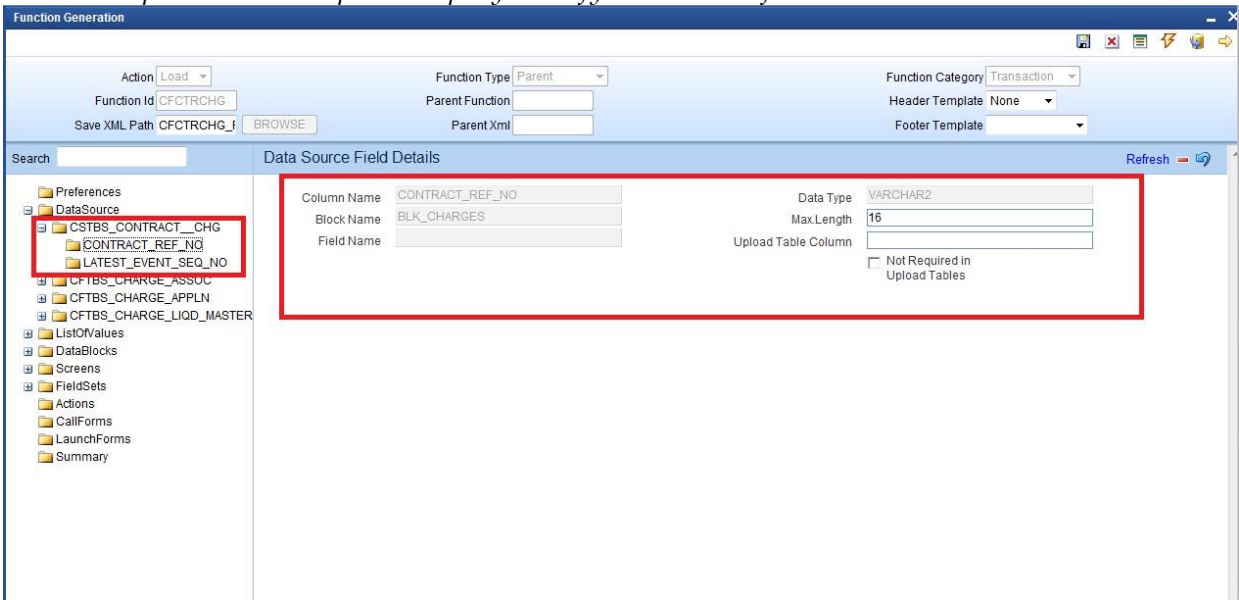 Function Generation
Action Load
Function Type Parent
Function Category Transaction
Function Id CFCTRCHG
Parent Function
Header Template None
Save XML Path CFCTRCHG_F BROWSE
Parent Xml
Footer Template
Search
Data Source Field Details
Refresh
Preferences
DataSource
CSTBS_CONTRACT__CHG
CONTRACT_REF_NO
LATEST_EVENT_SEQ_NO
CFTBS_CHARGE_ASSOC
CFTBS_CHARGE_APPLN
CFTBS_CHARGE_LIQD_MASTER
ListOfValues
DataBlocks
Screens
FieldSets
Actions
CallForms
LaunchForms
Summary
Column Name CONTRACT_REF_NO
Data Type VARCHAR2
Block Name BLK_CHARGES
Max.Length 16
Field Name
Upload Table Column
Not Required in
Upload Tables